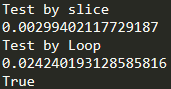 Test by slice
0.00299402117729187
Test by Loop
0.024240193128585816
True